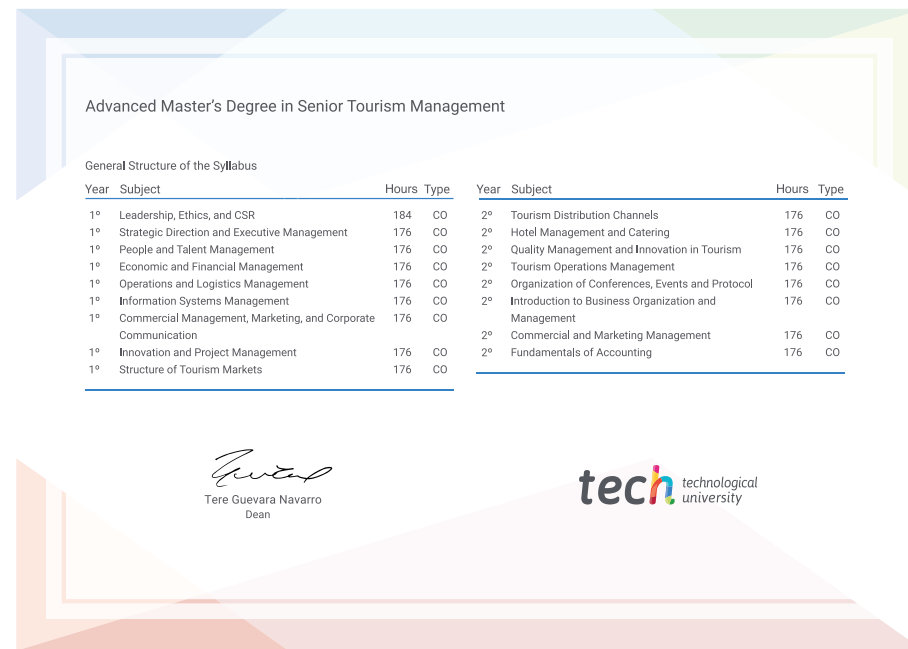 Advanced Master’s Degree in Senior Tourism Management
General Structure of the Syllabus
Year Subject Hours Type
1º Leadership, Ethics, and CSR 184 CO
1º Strategic Direction and Executive Management 176 CO
1º People and Talent Management 176 CO
1º Economic and Financial Management 176 CO
1º Operations and Logistics Management 176 CO
1º Information Systems Management 176 CO
1º Commercial Management, Marketing, and Corporate 176 CO
Communication
1º Innovation and Project Management 176 CO
1º Structure of Tourism Markets 176 CO
Year Subject Hours Type
2º Tourism Distribution Channels 176 CO
2º Hotel Management and Catering 176 CO
2º Quality Management and Innovation in Tourism 176 CO
2º Tourism Operations Management 176 CO
2º Organization of Conferences, Events and Protocol 176 CO
2º Introduction to Business Organization and 176 CO
Management
2º Commercial and Marketing Management 176 CO
2º Fundamentals of Accounting 176 CO
Tere Guevara Navarro
Dean
tech technological
university